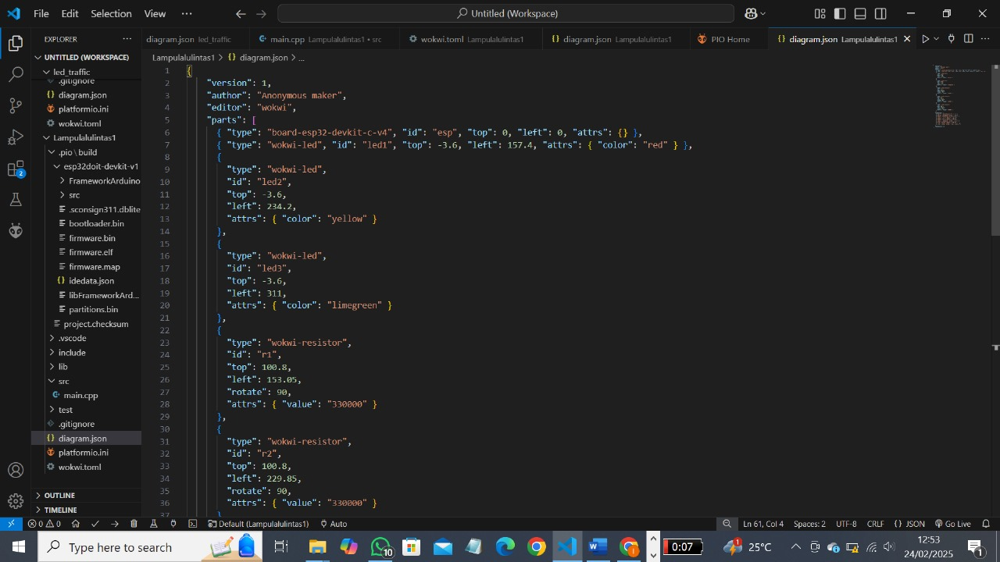 File Edit Selection View ··· Untitled (Workspace)
EXPLORER ···
diagram.json led_traffic main.cpp Lampulalulintas1 • src wokwi.toml Lampulalulintas1 diagram.json Lampulalulintas1 PIO Home diagram.json Lampulalulintas1
UNTITLED (WORKSPACE)
led_traffic
.gitignore
diagram.json
platformio.ini
wokwi.toml
Lampulalulintas1
.pio \ build
esp32doit-devkit-v1
FrameworkArduino
src
.sconsign311.dblite
bootloader.bin
firmware.bin
firmware.elf
firmware.map
idedata.json
libFrameworkArd...
partitions.bin
project.checksum
.vscode
include
lib
src
main.cpp
test
.gitignore
diagram.json
platformio.ini
wokwi.toml
OUTLINE
TIMELINE
2
Lampulalulintas1 > diagram.json > ...
1 {
2 "version": 1,
3 "author": "Anonymous maker",
4 "editor": "wokwi",
5 "parts": [
6 { "type": "board-esp32-devkit-c-v4", "id": "esp", "top": 0, "left": 0, "attrs": {} },
7 { "type": "wokwi-led", "id": "led1", "top": -3.6, "left": 157.4, "attrs": { "color": "red" } },
8 {
9 "type": "wokwi-led",
10 "id": "led2",
11 "top": -3.6,
12 "left": 234.2,
13 "attrs": { "color": "yellow" }
14 },
15 {
16 "type": "wokwi-led",
17 "id": "led3",
18 "top": -3.6,
19 "left": 311,
20 "attrs": { "color": "limegreen" }
21 },
22 {
23 "type": "wokwi-resistor",
24 "id": "r1",
25 "top": 100.8,
26 "left": 153.05,
27 "rotate": 90,
28 "attrs": { "value": "330000" }
29 },
30 {
31 "type": "wokwi-resistor",
32 "id": "r2",
33 "top": 100.8,
34 "left": 229.85,
35 "rotate": 90,
36 "attrs": { "value": "330000" }
37 }
0 0 Default (Lampulalulintas1) Auto Ln 61, Col 4 Spaces: 2 UTF-8 CRLF {} JSON Go Live
Type here to search 10 0:07 1 25°C 12:53
24/02/2025 1